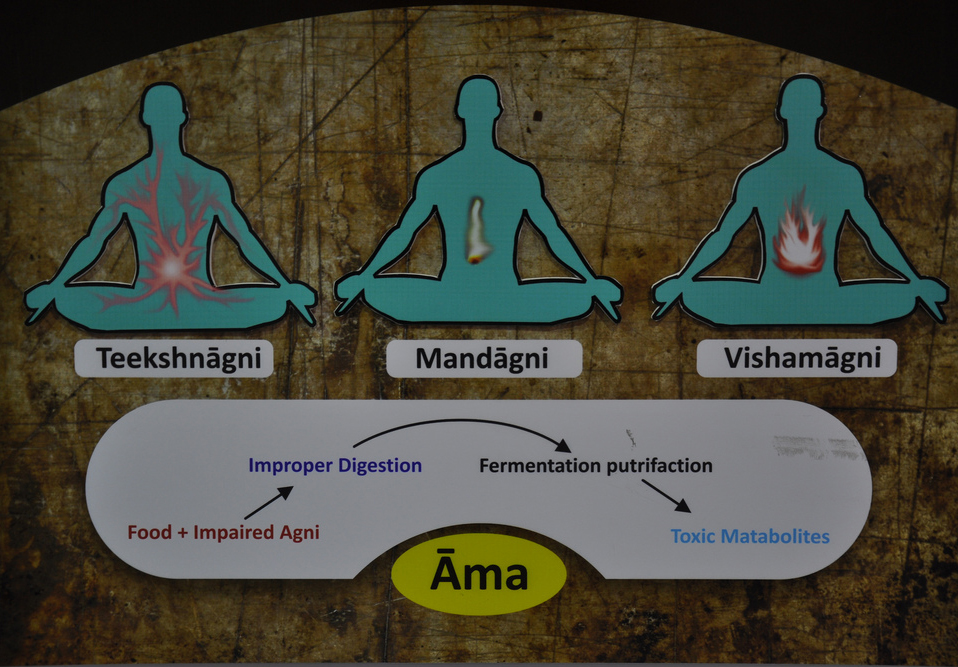 Teekshnāgni
Mandāgni
Vishamāgni
Improper Digestion
Fermentation putrifaction
Food + Impaired Agni
Toxic Matabolites
Āma